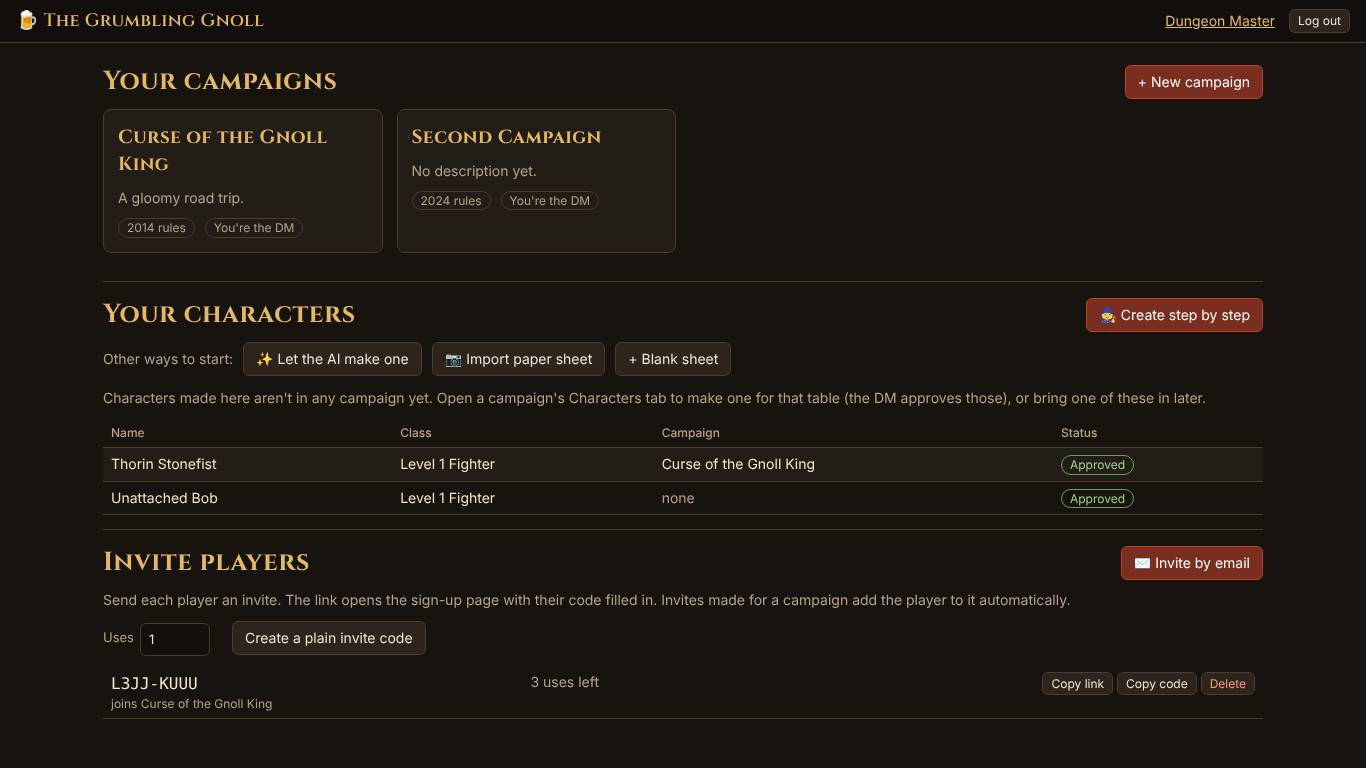 🍺 The Grumbling Gnoll
Dungeon Master
Log out
Your campaigns
+ New campaign
Curse of the Gnoll
King
A gloomy road trip.
2014 rules
You're the DM
Second Campaign
No description yet.
2024 rules
You're the DM
Your characters
🧙 Create step by step
Other ways to start:
✨ Let the AI make one
📷 Import paper sheet
+ Blank sheet
Characters made here aren't in any campaign yet. Open a campaign's Characters tab to make one for that table (the DM approves those), or bring one of these in later.
Name Class Campaign Status
Thorin Stonefist Level 1 Fighter Curse of the Gnoll King Approved
Unattached Bob Level 1 Fighter none Approved
Invite players
✉️ Invite by email
Send each player an invite. The link opens the sign-up page with their code filled in. Invites made for a campaign add the player to it automatically.
Uses 1 Create a plain invite code
L3JJ-KUUU 3 uses left Copy link Copy code Delete
joins Curse of the Gnoll King